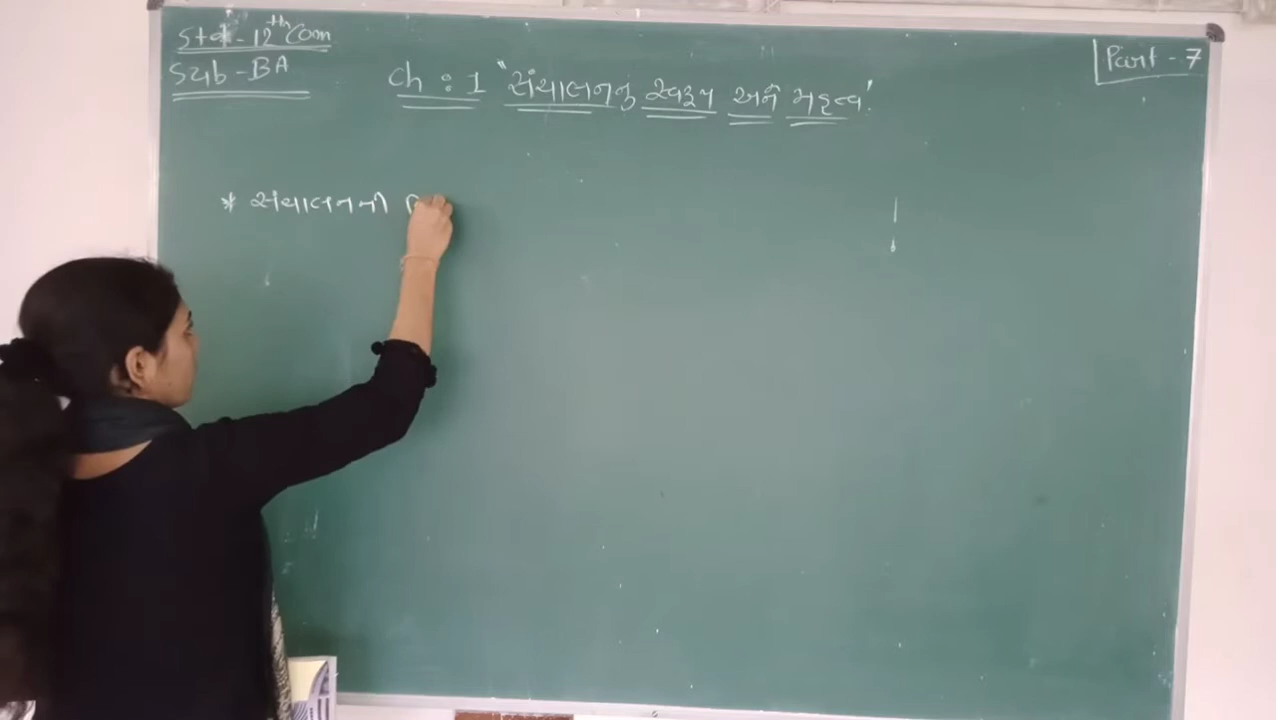 Std - 12th Com
Sub - BA
Part - 7
Ch : 1 "સંચાલનનું સ્વરૂપ અને મહત્વ."
* સંચાલનની